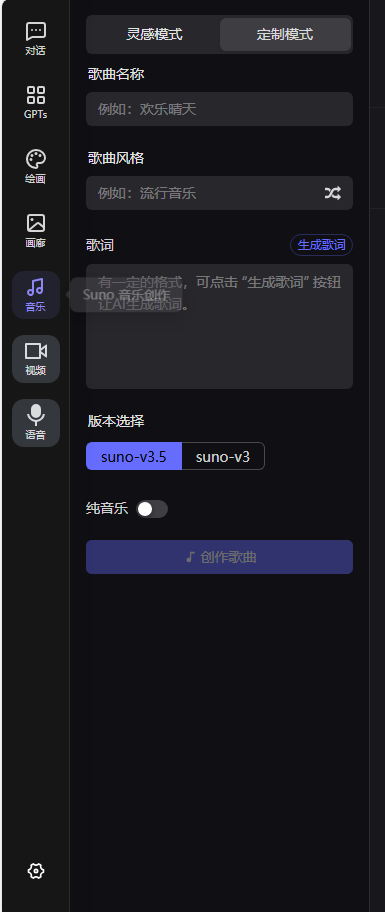 对话
GPTs
绘画
画廊
音乐
视频
语音
灵感模式
定制模式
歌曲名称
例如：欢乐晴天
歌曲风格
例如：流行音乐
歌词
生成歌词
有一定的格式，可点击 “生成歌词” 按钮
让AI生成歌词。
Suno 音乐创作
版本选择
suno-v3.5
suno-v3
纯音乐
创作歌曲